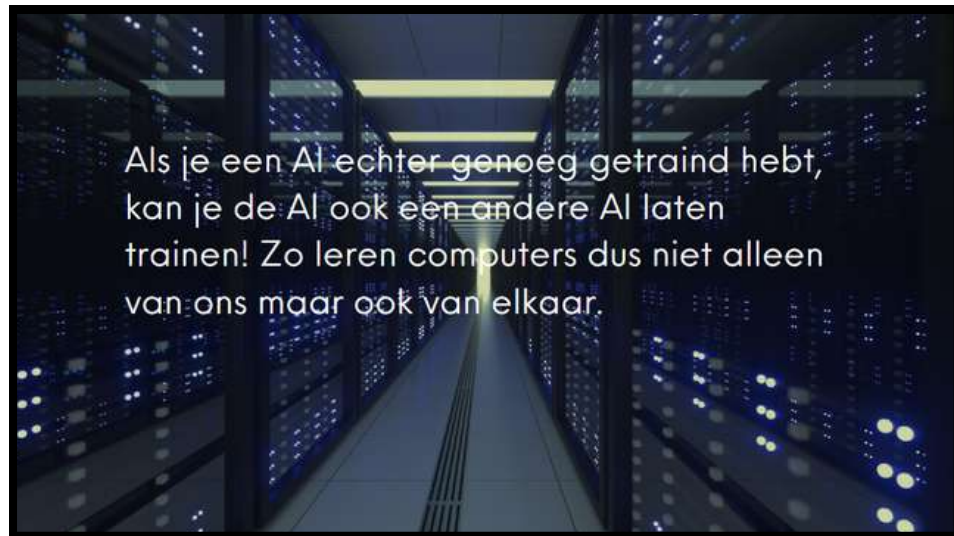 Als je een AI echter genoeg getraind hebt,
kan je de AI ook een andere AI laten
trainen! Zo leren computers dus niet alleen
van ons maar ook van elkaar.